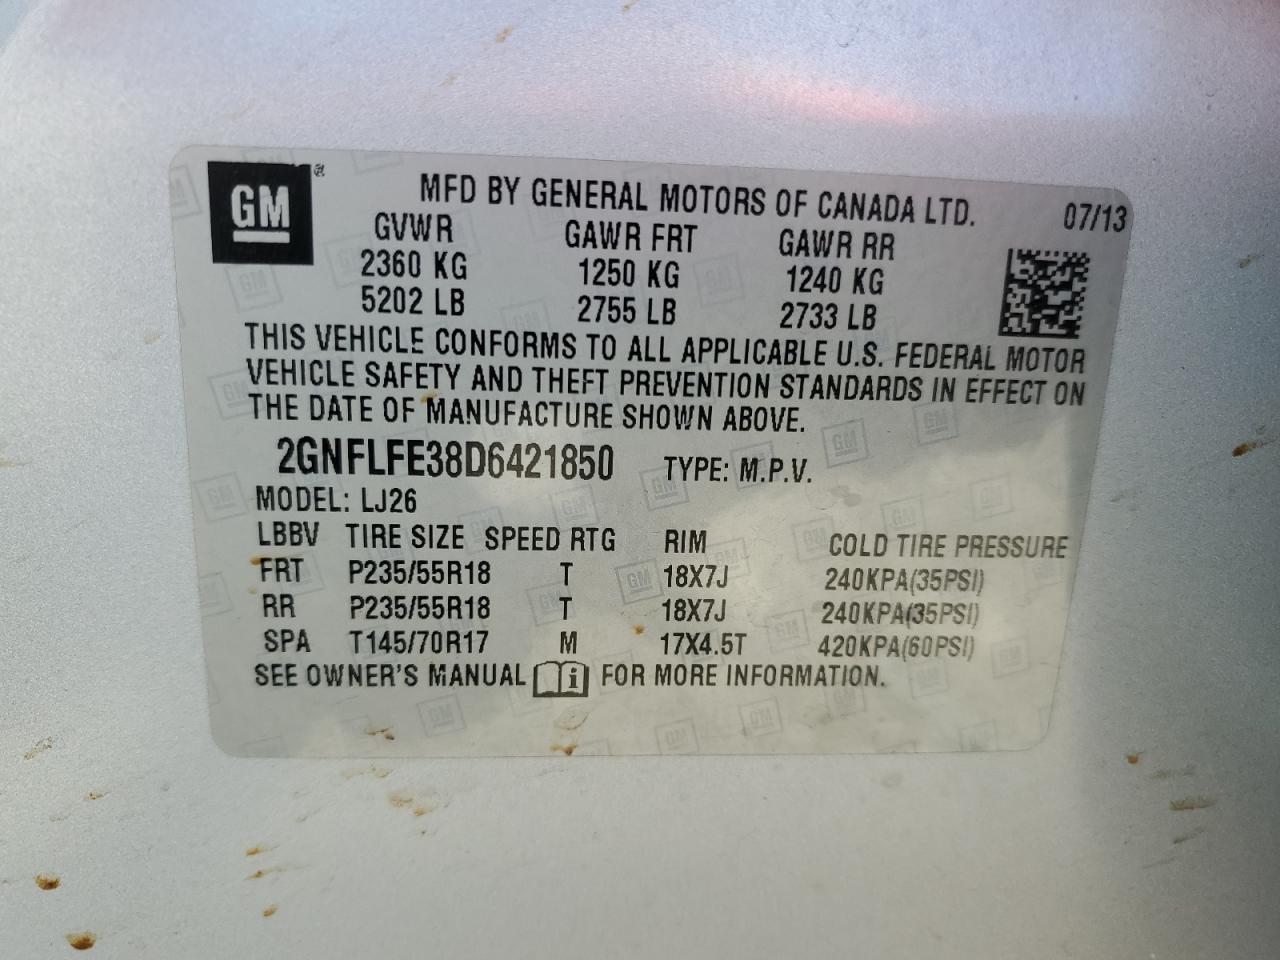 GM®
MFD BY GENERAL MOTORS OF CANADA LTD. 07/13
GVWR GAWR FRT GAWR RR
2360 KG 1250 KG 1240 KG
5202 LB 2755 LB 2733 LB
THIS VEHICLE CONFORMS TO ALL APPLICABLE U.S. FEDERAL MOTOR
VEHICLE SAFETY AND THEFT PREVENTION STANDARDS IN EFFECT ON
THE DATE OF MANUFACTURE SHOWN ABOVE.
2GNFLFE38D6421850 TYPE: M.P.V.
MODEL: LJ26
LBBV TIRE SIZE SPEED RTG RIM COLD TIRE PRESSURE
FRT P235/55R18 T 18X7J 240KPA(35PSI)
RR P235/55R18 T 18X7J 240KPA(35PSI)
SPA T145/70R17 M 17X4.5T 420KPA(60PSI)
SEE OWNER'S MANUAL i FOR MORE INFORMATION.